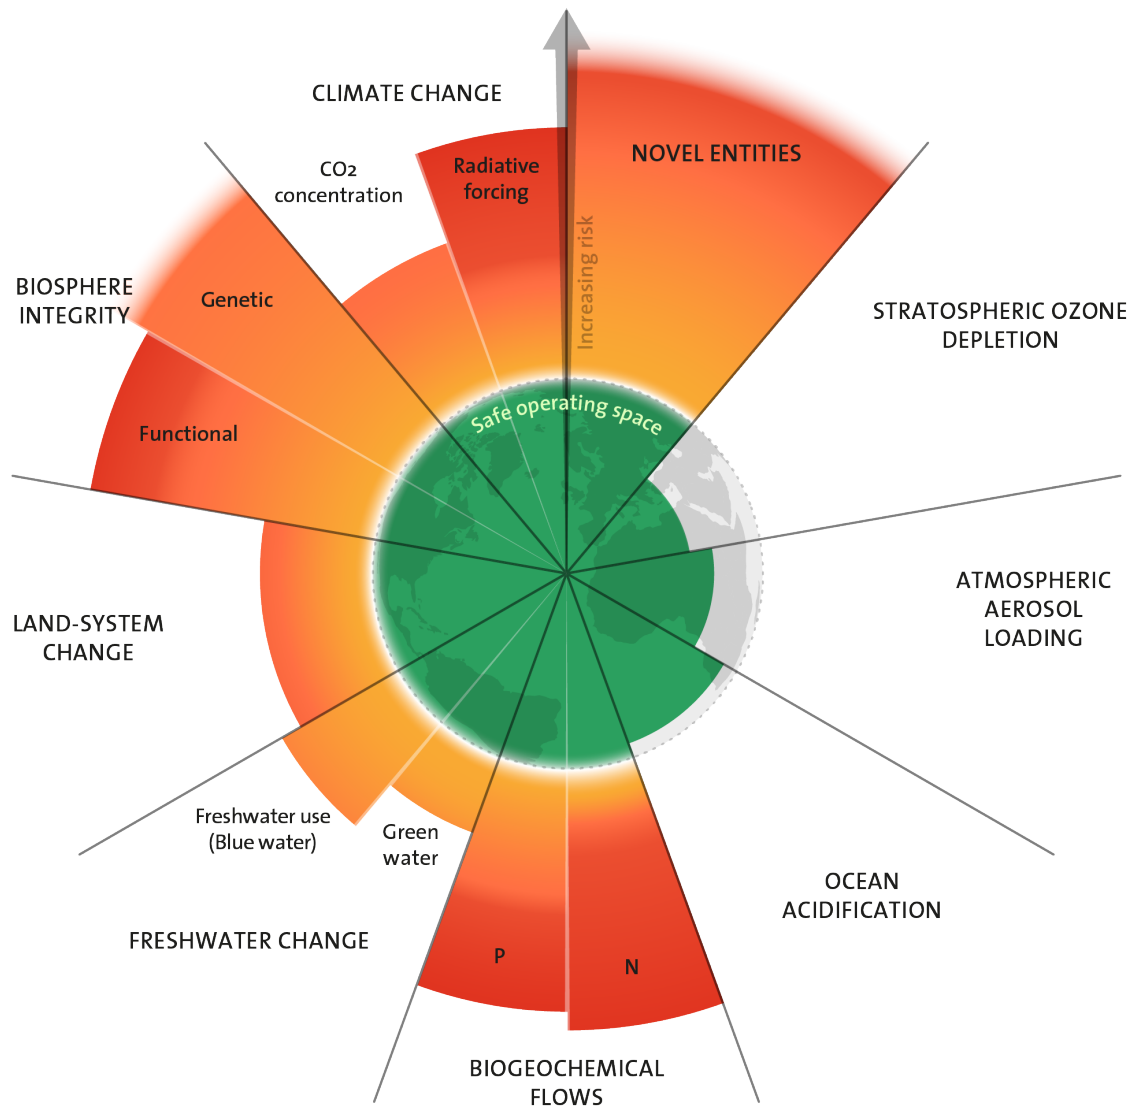 CLIMATE CHANGE
CO2
concentration
Radiative
forcing
NOVEL ENTITIES
Increasing risk
BIOSPHERE
INTEGRITY
Genetic
Functional
STRATOSPHERIC OZONE
DEPLETION
Safe operating space
LAND-SYSTEM
CHANGE
ATMOSPHERIC
AEROSOL
LOADING
Freshwater use
(Blue water)
Green
water
FRESHWATER CHANGE
OCEAN
ACIDIFICATION
P
N
BIOGEOCHEMICAL
FLOWS